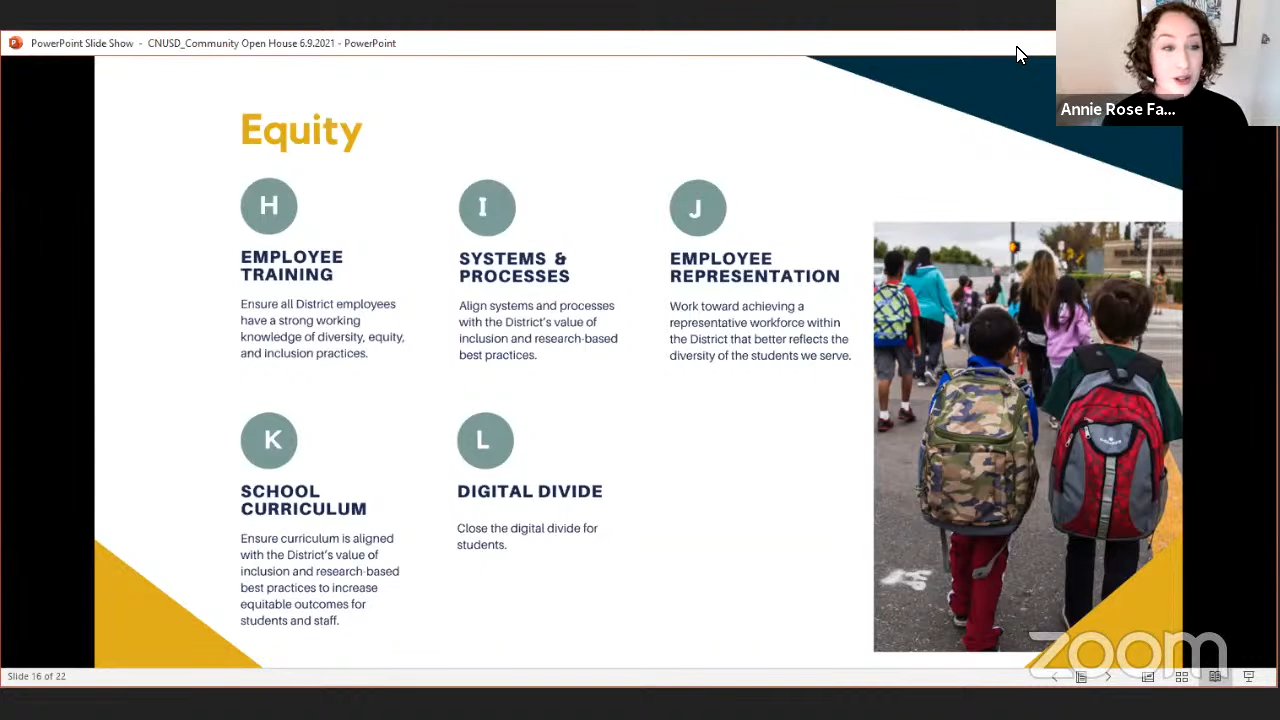 PowerPoint Slide Show - CNUSD_Community Open House 6.9.2021 - PowerPoint
Annie Rose Fa...
Equity
H
EMPLOYEE
TRAINING
Ensure all District employees
have a strong working
knowledge of diversity, equity,
and inclusion practices.
I
SYSTEMS &
PROCESSES
Align systems and processes
with the District's value of
inclusion and research-based
best practices.
J
EMPLOYEE
REPRESENTATION
Work toward achieving a
representative workforce within
the District that better reflects the
diversity of the students we serve.
K
SCHOOL
CURRICULUM
Ensure curriculum is aligned
with the District's value of
inclusion and research-based
best practices to increase
equitable outcomes for
students and staff.
L
DIGITAL DIVIDE
Close the digital divide for
students.
zoom
Slide 16 of 22